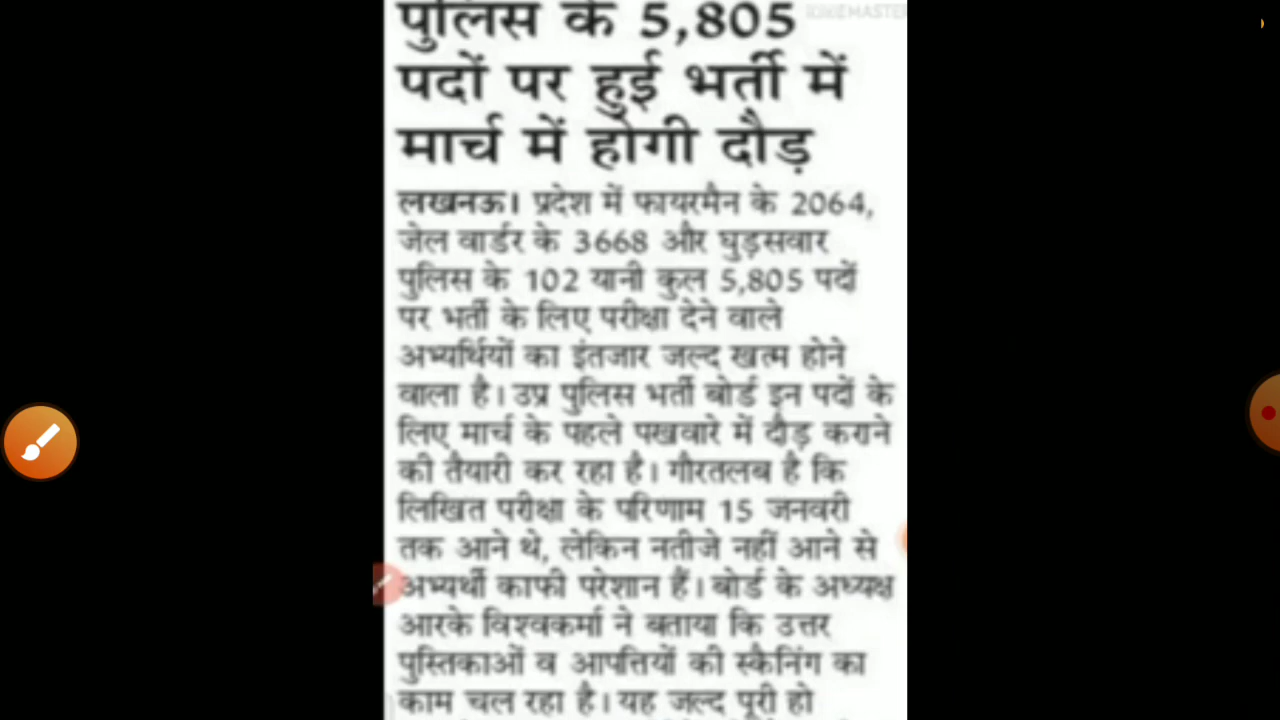 पुलिस के 5,805
KINEMASTER
पदों पर हुई भर्ती में
मार्च में होगी दौड़
लखनऊ। प्रदेश में फायरमैन के 2064,
जेल वार्डर के 3668 और घुड़सवार
पुलिस के 102 यानी कुल 5,805 पदों
पर भर्ती के लिए परीक्षा देने वाले
अभ्यर्थियों का इंतजार जल्द खत्म होने
वाला है। उप्र पुलिस भर्ती बोर्ड इन पदों के
लिए मार्च के पहले पखवारे में दौड़ कराने
की तैयारी कर रहा है। गौरतलब है कि
लिखित परीक्षा के परिणाम 15 जनवरी
तक आने थे, लेकिन नतीजे नहीं आने से
अभ्यर्थी काफी परेशान हैं। बोर्ड के अध्यक्ष
आरके विश्वकर्मा ने बताया कि उत्तर
पुस्तिकाओं व आपत्तियों की स्कैनिंग का
काम चल रहा है। यह जल्द पूरी हो